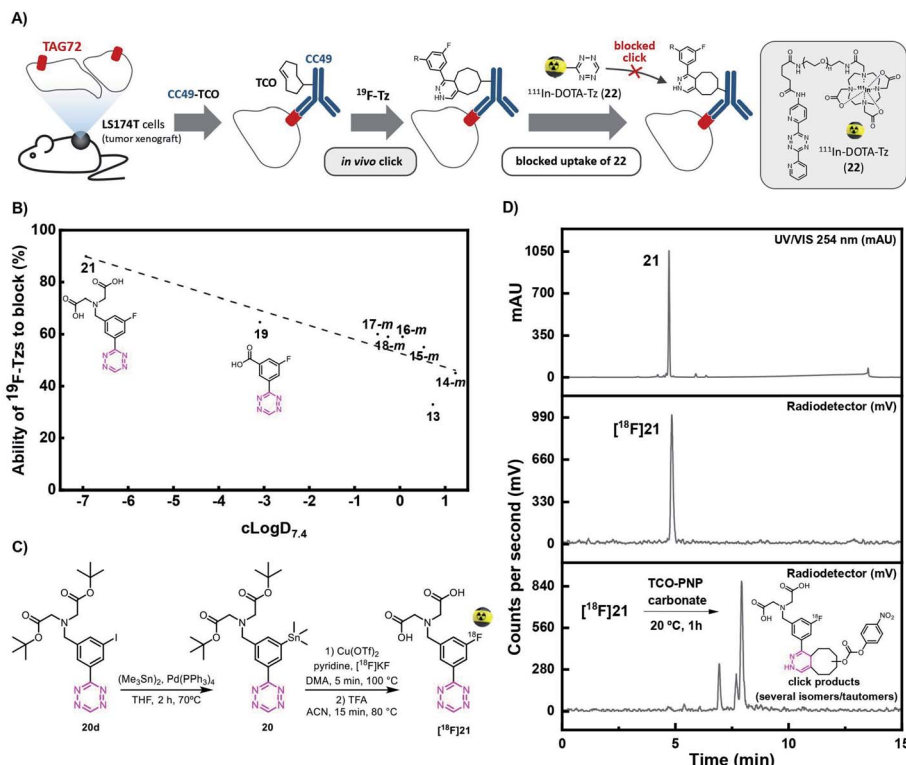 A)
TAG72
LS174T cells
(tumor xenograft)
CC49-TCO
TCO
CC49
¹⁹F-Tz
in vivo click
R
F
N
HN
¹¹¹In-DOTA-Tz (22)
blocked
click
blocked uptake of 22
R
F
N
HN
¹¹¹In-DOTA-Tz
(22)
B)
Ability of ¹⁹F-Tzs to block (%)
100
80
60
40
20
0
-7
-6
-5
-4
-3
-2
-1
0
1
cLogD7.4
21
19
17-m
16-m
18-m
15-m
14-m
13
C)
20d
(Me₃Sn)₂, Pd(PPh₃)₄
THF, 2 h, 70ºC
20
1) Cu(OTf)₂
pyridine, [¹⁸F]KF
DMA, 5 min, 100 °C
2) TFA
ACN, 15 min, 80 °C
[¹⁸F]21
D)
UV/VIS 254 nm (mAU)
mAU
1050
700
350
0
21
Radiodetector (mV)
Counts per second (mV)
990
660
330
0
[¹⁸F]21
Radiodetector (mV)
840
560
280
0
[¹⁸F]21
TCO-PNP
carbonate
20 ºC, 1h
click products
(several isomers/tautomers)
0
5
10
15
Time (min)